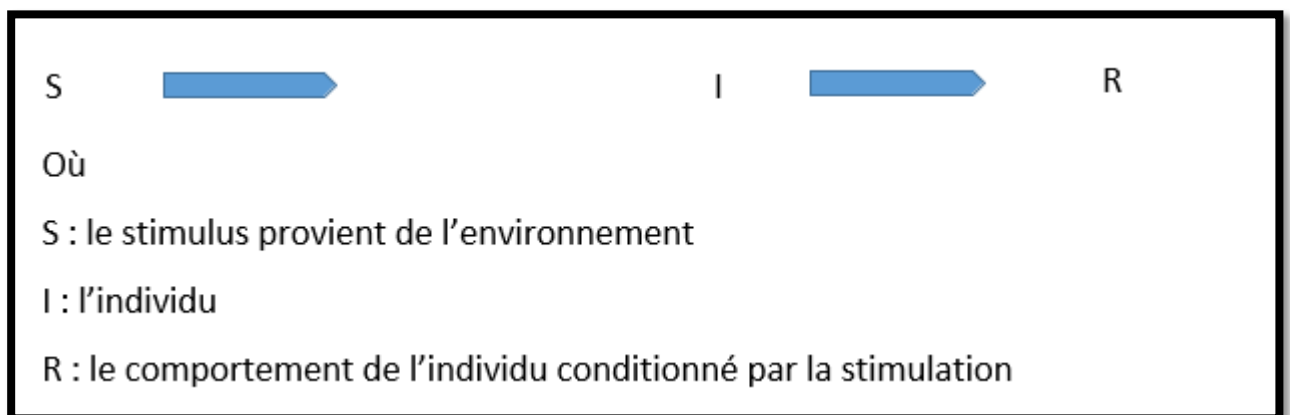 S I R
Où
S : le stimulus provient de l’environnement
I : l’individu
R : le comportement de l’individu conditionné par la stimulation